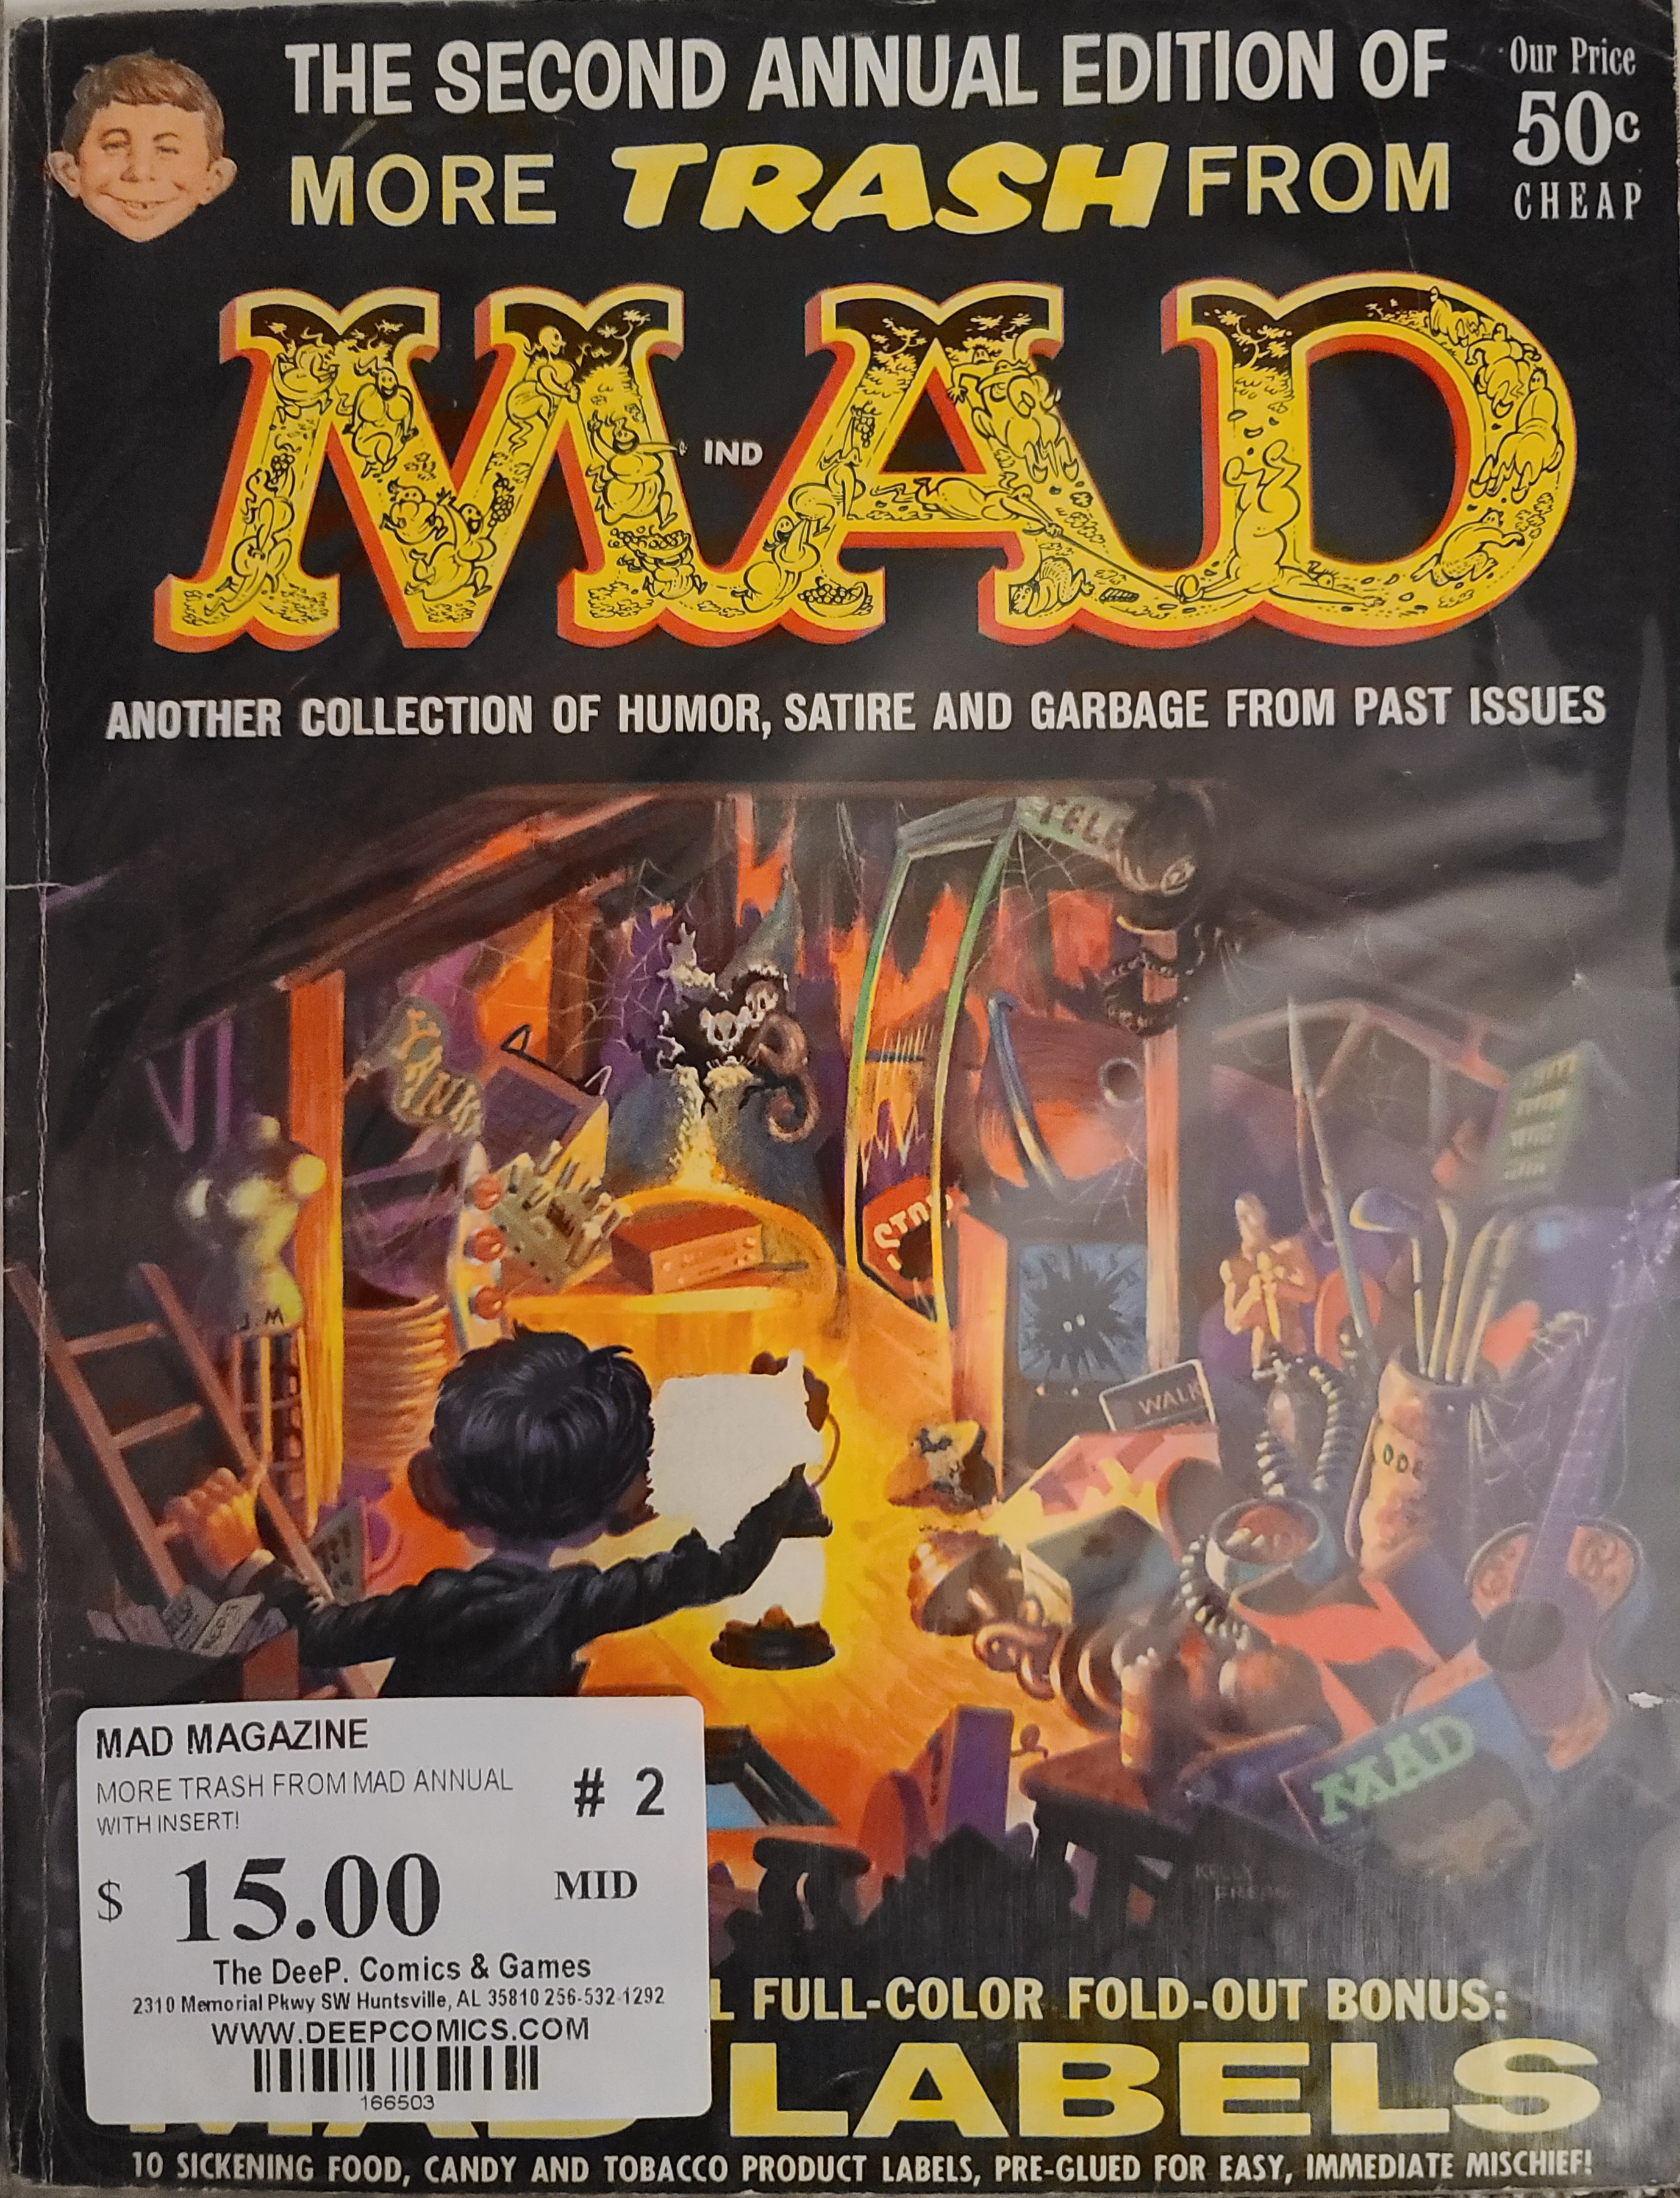 THE SECOND ANNUAL EDITION OF
MORE TRASH FROM
Our Price
50c
CHEAP
MAD
IND
ANOTHER COLLECTION OF HUMOR, SATIRE AND GARBAGE FROM PAST ISSUES
TELE
YANK
STOP
J.M
WALK
MAD
KELLY
FREAS
MAD MAGAZINE
MORE TRASH FROM MAD ANNUAL
WITH INSERT!
# 2
$ 15.00 MID
The DeeP. Comics & Games
2310 Memorial Pkwy SW Huntsville, AL 35810 256-532-1292
WWW.DEEPCOMICS.COM
166503
L FULL-COLOR FOLD-OUT BONUS:
MAD LABELS
10 SICKENING FOOD, CANDY AND TOBACCO PRODUCT LABELS, PRE-GLUED FOR EASY, IMMEDIATE MISCHIEF!